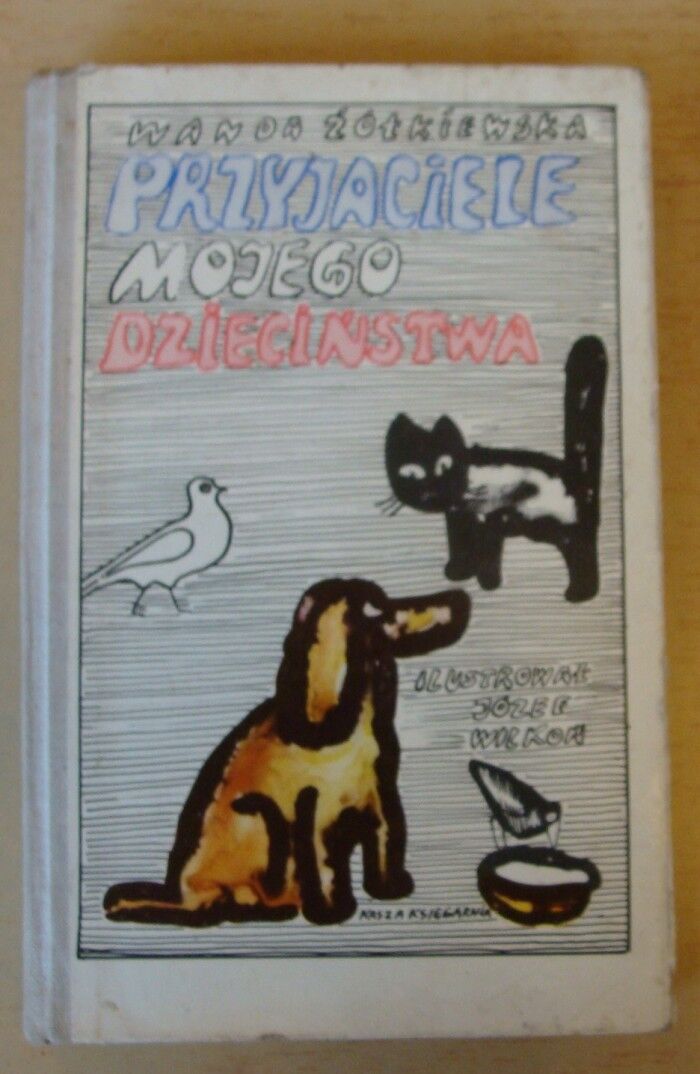 WANDA ŻÓŁKIEWSKA
PRZYJACIELE
MOJEGO
DZIECIŃSTWA
ILUSTROWAŁ
JÓZEF
WILKOŃ
NASZA KSIĘGARNIA